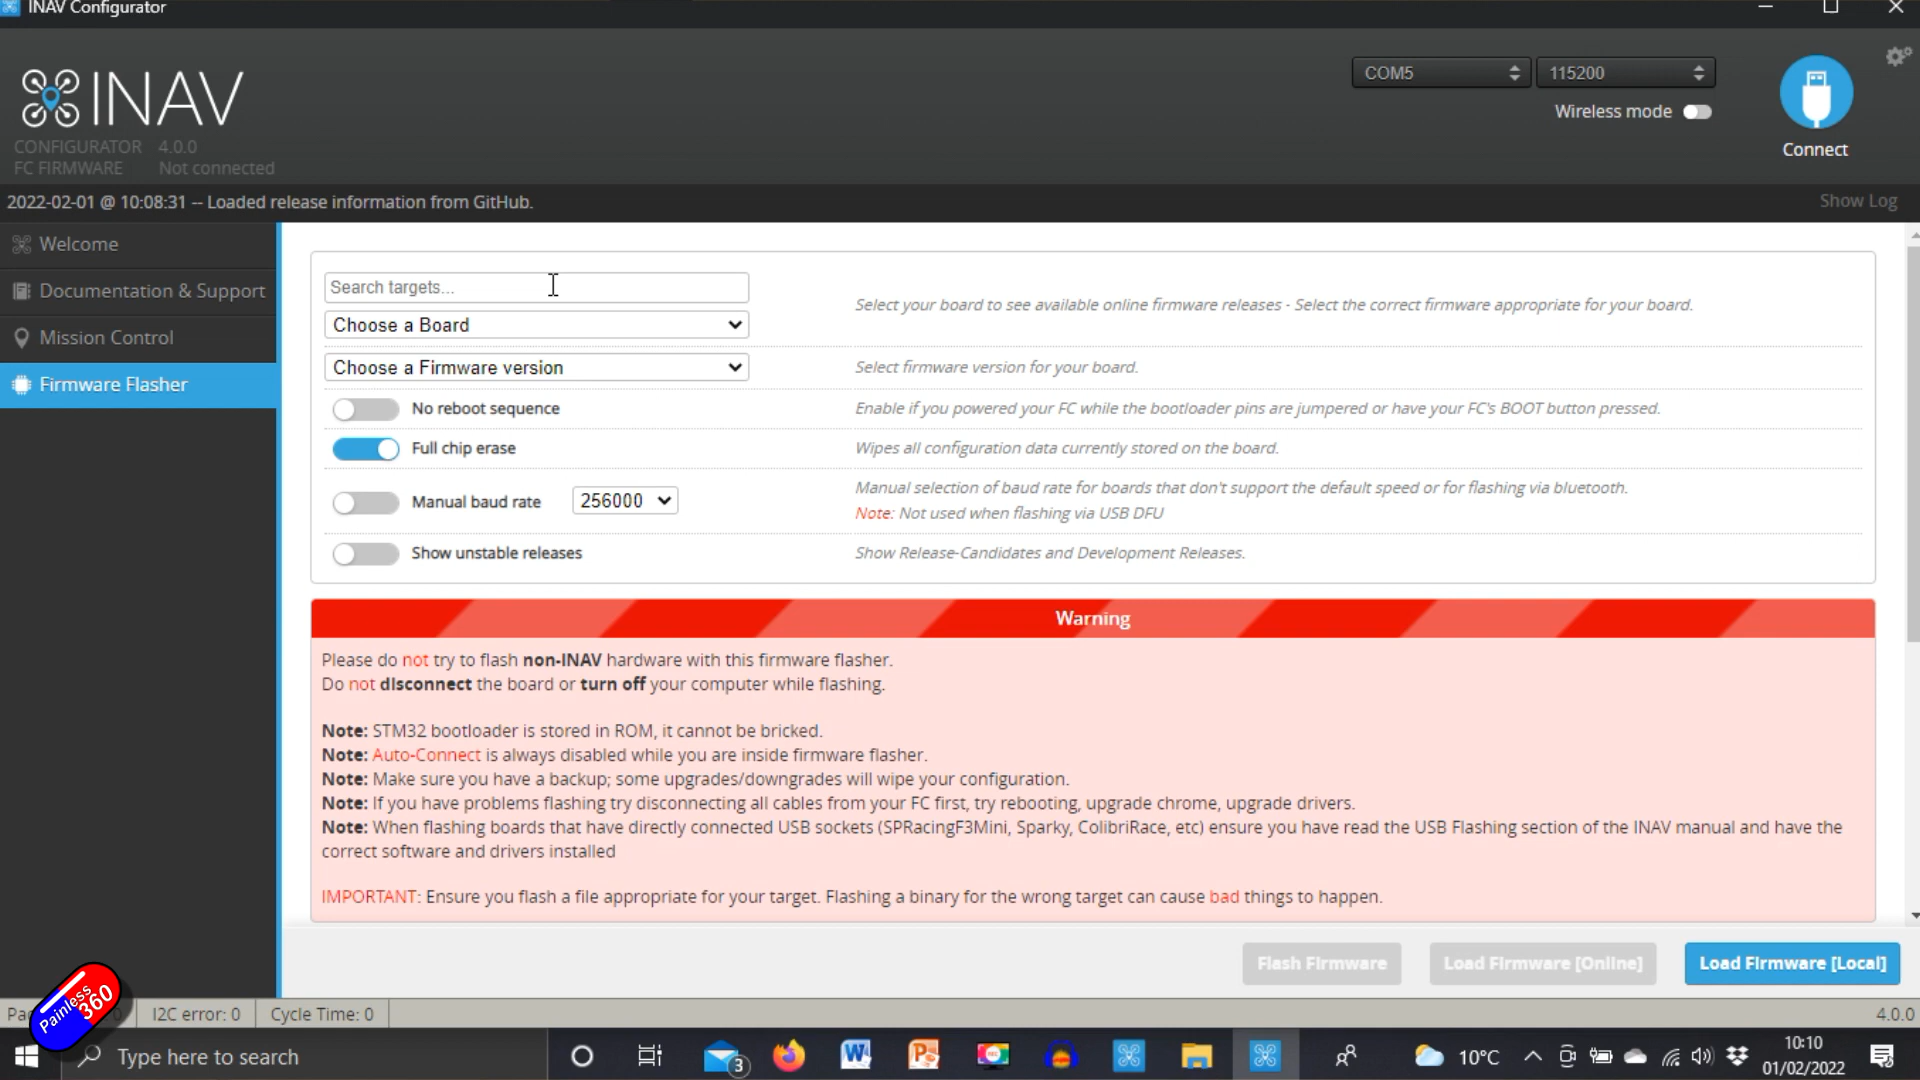 INAV Configurator
INAV
CONFIGURATOR 4.0.0
FC FIRMWARE Not connected
COM5
115200
Wireless mode
Connect
2022-02-01 @ 10:08:31 -- Loaded release information from GitHub.
Show Log
Welcome
Documentation & Support
Mission Control
Firmware Flasher
Search targets...
Choose a Board
Select your board to see available online firmware releases - Select the correct firmware appropriate for your board.
Choose a Firmware version
Select firmware version for your board.
No reboot sequence
Enable if you powered your FC while the bootloader pins are jumpered or have your FC's BOOT button pressed.
Full chip erase
Wipes all configuration data currently stored on the board.
Manual baud rate
256000
Manual selection of baud rate for boards that don't support the default speed or for flashing via bluetooth.
Note: Not used when flashing via USB DFU
Show unstable releases
Show Release-Candidates and Development Releases.
Warning
Please do not try to flash non-INAV hardware with this firmware flasher.
Do not disconnect the board or turn off your computer while flashing.
Note: STM32 bootloader is stored in ROM, it cannot be bricked.
Note: Auto-Connect is always disabled while you are inside firmware flasher.
Note: Make sure you have a backup; some upgrades/downgrades will wipe your configuration.
Note: If you have problems flashing try disconnecting all cables from your FC first, try rebooting, upgrade chrome, upgrade drivers.
Note: When flashing boards that have directly connected USB sockets (SPRacingF3Mini, Sparky, ColibriRace, etc) ensure you have read the USB Flashing section of the INAV manual and have the
correct software and drivers installed
IMPORTANT: Ensure you flash a file appropriate for your target. Flashing a binary for the wrong target can cause bad things to happen.
Flash Firmware
Load Firmware [Online]
Load Firmware [Local]
Painless
360
I2C error: 0
Cycle Time: 0
4.0.0
Type here to search
3
10°C
10:10
01/02/2022